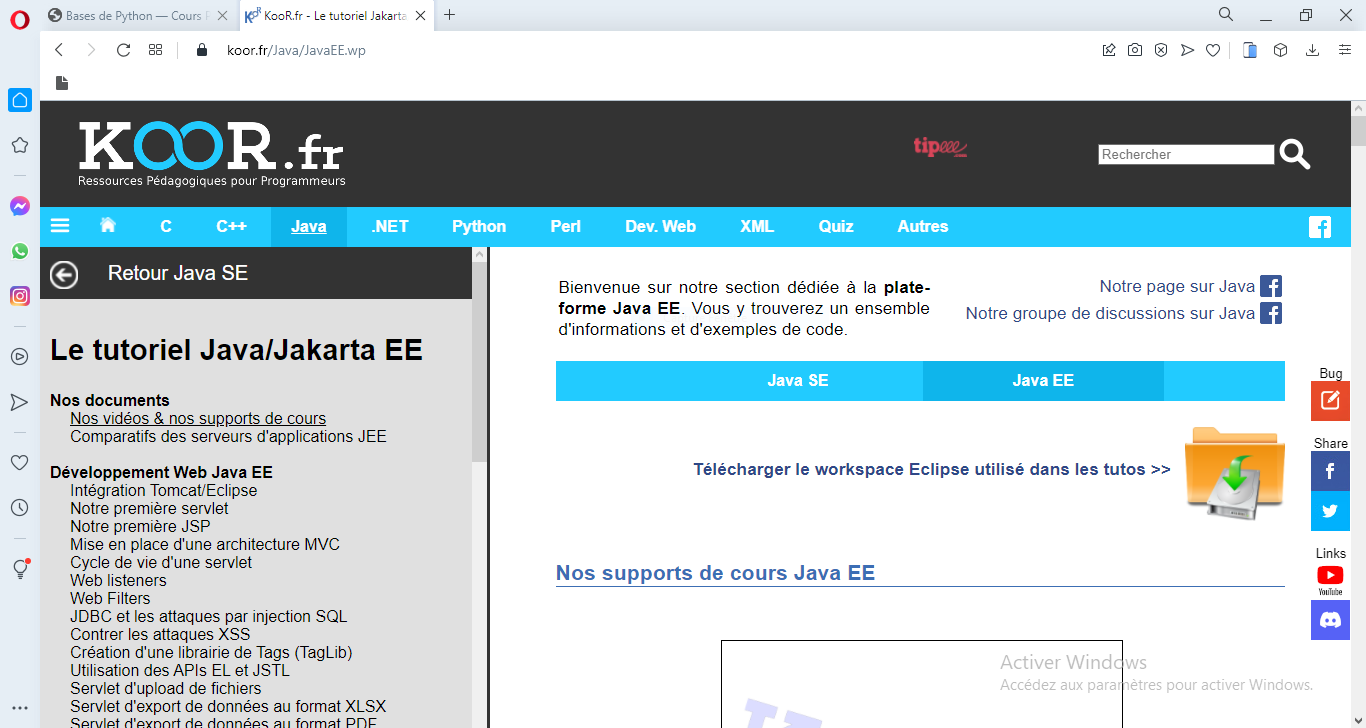 Bases de Python — Cours P
KooR.fr - Le tutoriel Jakarta
koor.fr/Java/JavaEE.wp
KOOR.fr
Ressources Pédagogiques pour Programmeurs
tipeee
Rechercher
C
C++
Java
.NET
Python
Perl
Dev. Web
XML
Quiz
Autres
Retour Java SE
Le tutoriel Java/Jakarta EE
Nos documents
Nos vidéos & nos supports de cours
Comparatifs des serveurs d'applications JEE
Développement Web Java EE
Intégration Tomcat/Eclipse
Notre première servlet
Notre première JSP
Mise en place d'une architecture MVC
Cycle de vie d'une servlet
Web listeners
Web Filters
JDBC et les attaques par injection SQL
Contrer les attaques XSS
Création d'une librairie de Tags (TagLib)
Utilisation des APIs EL et JSTL
Servlet d'upload de fichiers
Servlet d'export de données au format XLSX
Servlet d'export de données au format PDF
Bienvenue sur notre section dédiée à la plate-
forme Java EE. Vous y trouverez un ensemble
d'informations et d'exemples de code.
Notre page sur Java
Notre groupe de discussions sur Java
Java SE
Java EE
Télécharger le workspace Eclipse utilisé dans les tutos >>
Nos supports de cours Java EE
Bug
Share
Links
YouTube
Activer Windows
Accédez aux paramètres pour activer Windows.